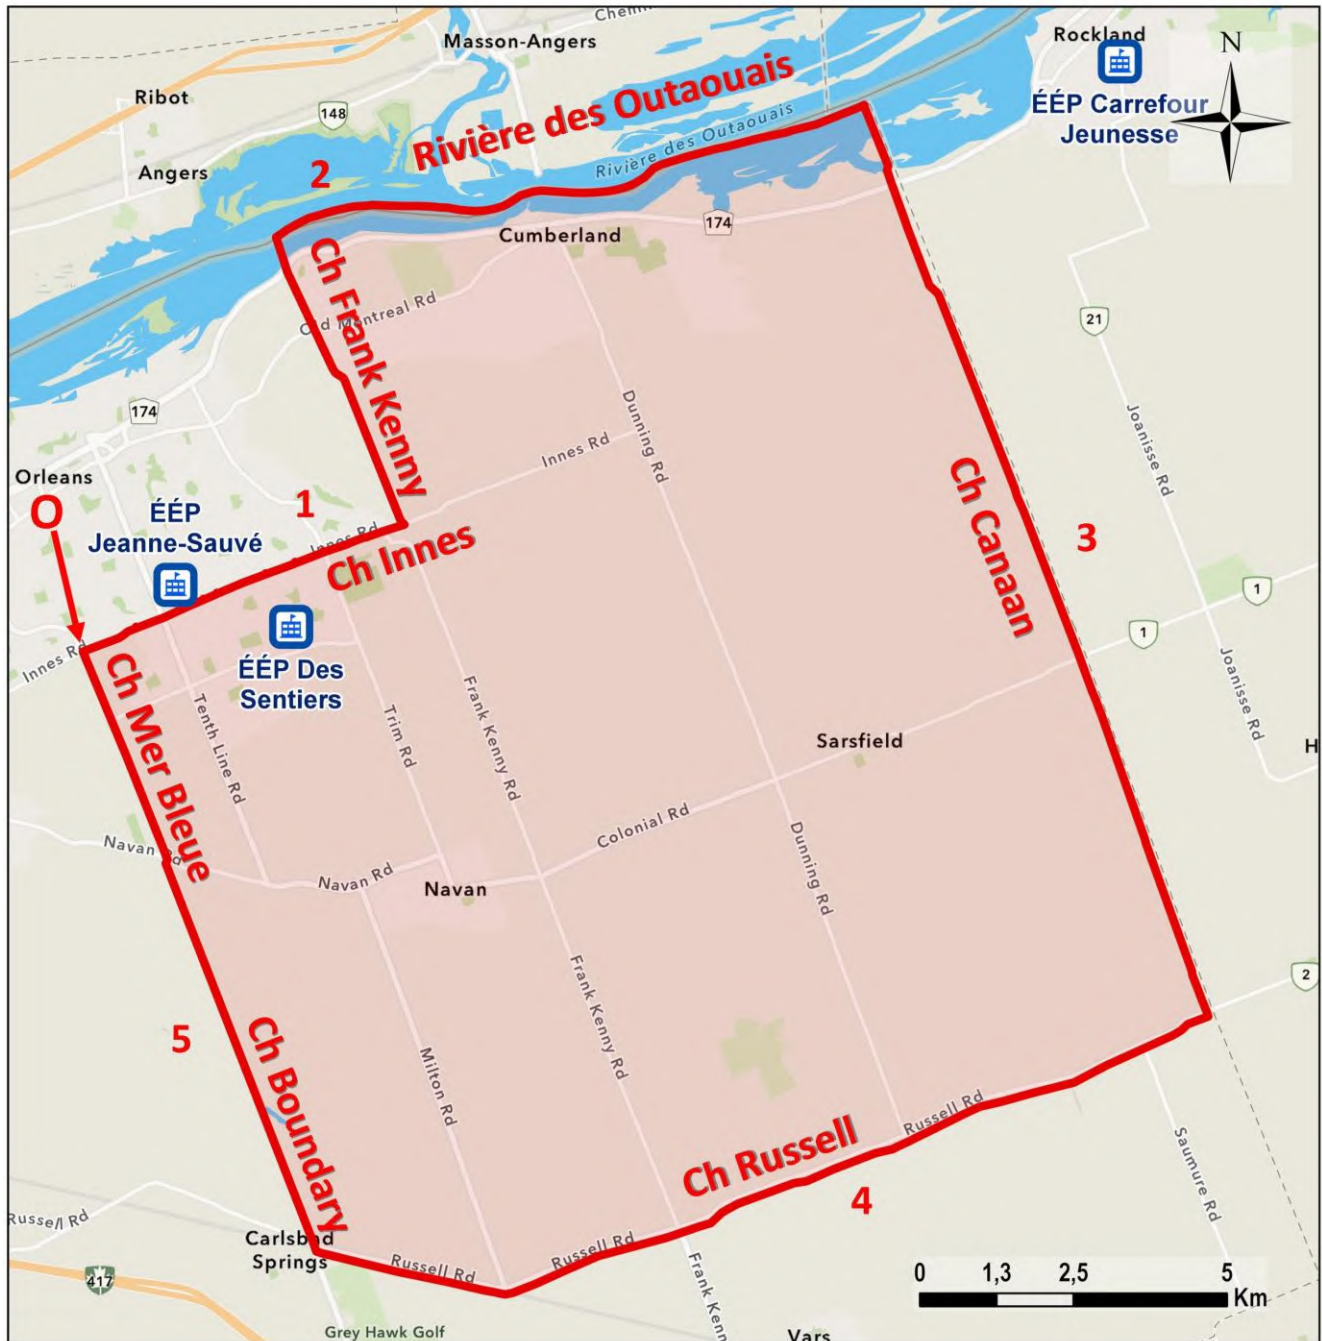 Chemin
Masson-Angers
Rockland
N
Ribot
148
Rivière des Outaouais
ÉÉP Carrefour
Jeunesse
Rivière des Outaouais
Angers
2
174
Cumberland
Ch Frank Kenny
Old Montreal Rd
21
Dunning Rd
Joanisse Rd
174
Innes Rd
Orleans
O
1
ÉÉP
Jeanne-Sauvé
Innes Rd
Ch Innes
Ch Canaan
3
1
1
Innes Rd
ÉÉP Des
Sentiers
Ch Mer Bleue
Tenth Line Rd
Trim Rd
Frank Kenny Rd
Joanisse Rd
Sarsfield
H
Navan Rd
Colonial Rd
Dunning Rd
Navan Rd
Navan
2
5
Ch Boundary
Milton Rd
Frank Kenny Rd
Russell Rd
Ch Russell
4
Saumure Rd
Russell Rd
Carlsbad
Springs
Russell Rd
Russell Rd
417
Frank Kenn
0 1,3 2,5 5
Km
Grey Hawk Golf
Vars